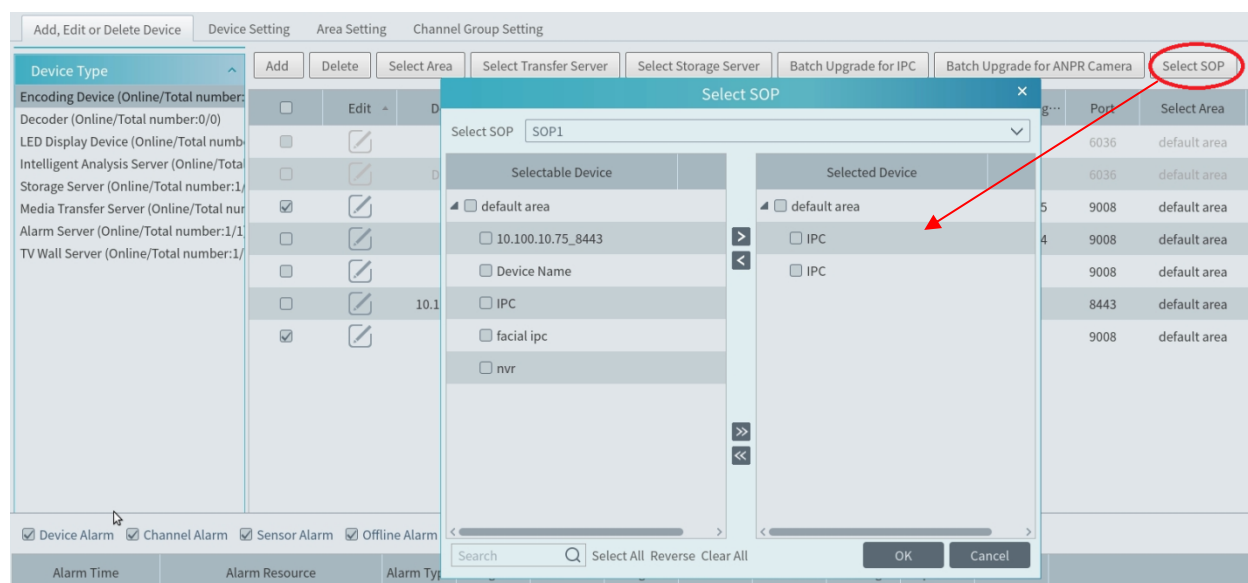 Add, Edit or Delete Device Device Setting Area Setting Channel Group Setting
Device Type
Add Delete Select Area Select Transfer Server Select Storage Server Batch Upgrade for IPC Batch Upgrade for ANPR Camera Select SOP
Encoding Device (Online/Total number:
Decoder (Online/Total number:0/0)
LED Display Device (Online/Total numb
Intelligent Analysis Server (Online/Total
Storage Server (Online/Total number:1/
Media Transfer Server (Online/Total nur
Alarm Server (Online/Total number:1/1)
TV Wall Server (Online/Total number:1/
Edit D
g… Port Select Area
6036 default area
D 6036 default area
5 9008 default area
4 9008 default area
9008 default area
10.1 8443 default area
9008 default area
Select SOP ×
Select SOP SOP1
Selectable Device
default area
10.100.10.75_8443
Device Name
IPC
facial ipc
nvr
>
<
>>
<<
Selected Device
default area
IPC
IPC
Search Select All Reverse Clear All OK Cancel
Device Alarm Channel Alarm Sensor Alarm Offline Alarm
Alarm Time Alarm Resource Alarm Typ